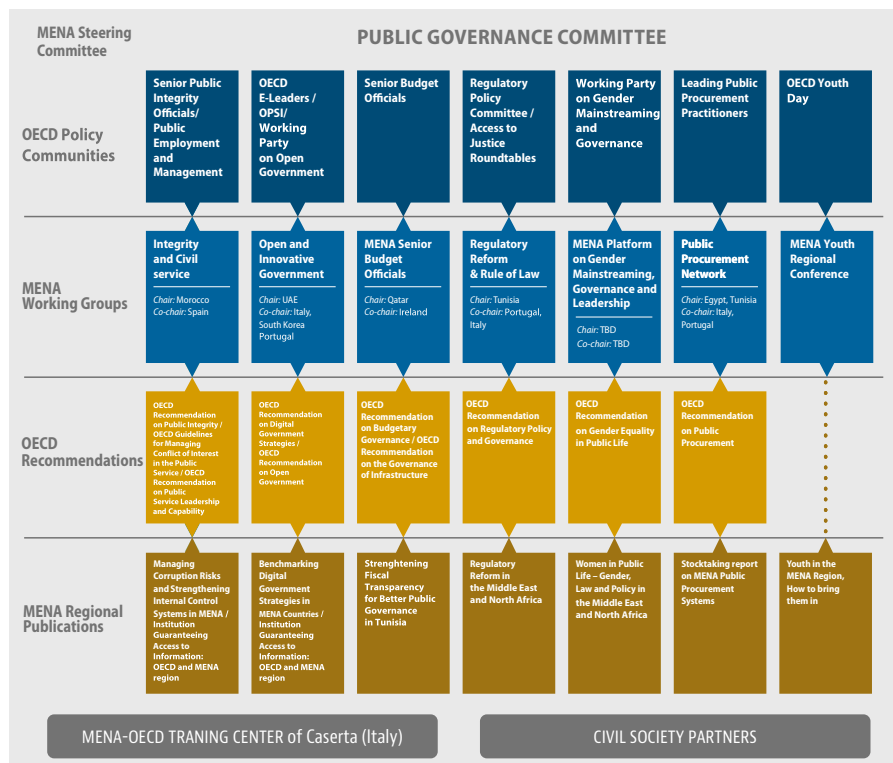 MENA Steering
Committee
PUBLIC GOVERNANCE COMMITTEE
OECD Policy
Communities
Senior Public
Integrity
Officials/
Public
Employment
and
Management
OECD
E-Leaders /
OPSI/
Working
Party
on Open
Government
Senior Budget
Officials
Regulatory
Policy
Committee /
Access to
Justice
Roundtables
Working Party
on Gender
Mainstreaming
and
Governance
Leading Public
Procurement
Practitioners
OECD Youth
Day
MENA
Working Groups
Integrity
and Civil
service
Chair: Morocco
Co-chair: Spain
Open and
Innovative
Government
Chair: UAE
Co-chair: Italy,
South Korea
Portugal
MENA Senior
Budget
Officials
Chair: Qatar
Co-chair: Ireland
Regulatory
Reform
& Rule of Law
Chair: Tunisia
Co-chair: Portugal,
Italy
MENA Platform
on Gender
Mainstreaming,
Governance and
Leadership
Chair: TBD
Co-chair: TBD
Public
Procurement
Network
Chair: Egypt, Tunisia
Co-chair: Italy,
Portugal
MENA Youth
Regional
Conference
OECD
Recommendations
OECD
Recommendation
on Public Integrity /
OECD Guidelines
for Managing
Conflict of Interest
in the Public
Service / OECD
Recommendation
on Public
Service Leadership
and Capability
OECD
Recommendation
on Digital
Government
Strategies /
OECD
Recommendation
on Open
Government
OECD
Recommendation
on Budgetary
Governance / OECD
Recommendation
on the Governance
of Infrastructure
OECD
Recommendation
on Regulatory Policy
and Governance
OECD
Recommendation
on Gender Equality
in Public Life
OECD
Recommendation
on Public
Procurement
MENA Regional
Publications
Managing
Corruption Risks
and Strengthening
Internal Control
Systems in MENA /
Institution
Guaranteeing
Access to
Information:
OECD and MENA
region
Benchmarking
Digital
Government
Strategies in
MENA Countries /
Institution
Guaranteeing
Access to
Information:
OECD and MENA
region
Strenghtening
Fiscal
Transparency
for Better Public
Governance
in Tunisia
Regulatory
Reform in
the Middle East
and North Africa
Women in Public
Life – Gender,
Law and Policy in
the Middle East
and North Africa
Stocktaking report
on MENA Public
Procurement
Systems
Youth in the
MENA Region,
How to bring
them in
MENA-OECD TRANING CENTER of Caserta (Italy)
CIVIL SOCIETY PARTNERS